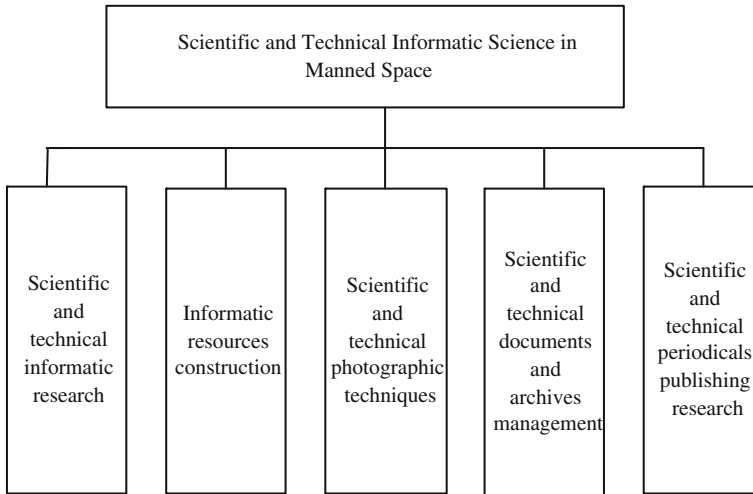 Scientific and Technical Informatic Science in
Manned Space
Scientific
and
technical
informatic
research
Informatic
resources
construction
Scientific
and
technical
photographic
techniques
Scientific
and
technical
documents
and
archives
management
Scientific
and
technical
periodicals
publishing
research